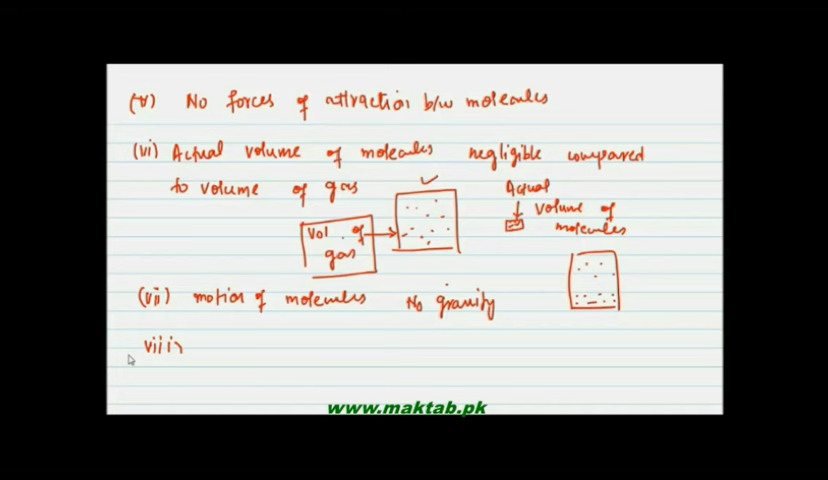 (v) No forces of attraction b/w molecules
(vi) Actual volume of molecules negligible compared
to volume of gas
Actual
volume of
molecules
Vol. of
gas
(vii) motion of molecules No gravity
viii)
www.maktab.pk